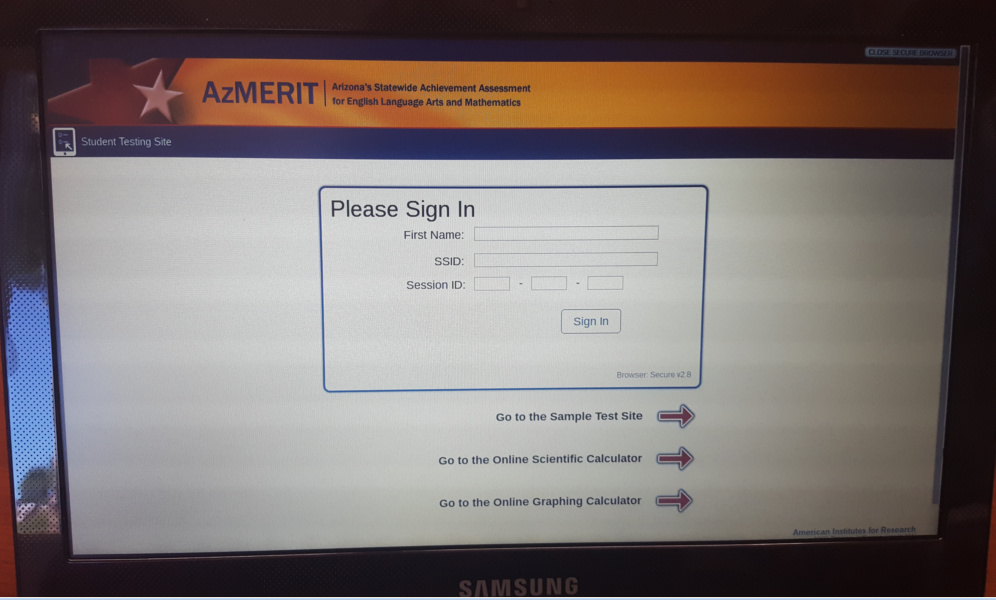 CLOSE SECURE BROWSER
AzMERIT
Arizona's Statewide Achievement Assessment
for English Language Arts and Mathematics
Student Testing Site
Please Sign In
First Name:
SSID:
Session ID:
-
-
Sign In
Browser: Secure v2.8
Go to the Sample Test Site
Go to the Online Scientific Calculator
Go to the Online Graphing Calculator
American Institutes for Research
SAMSUNG